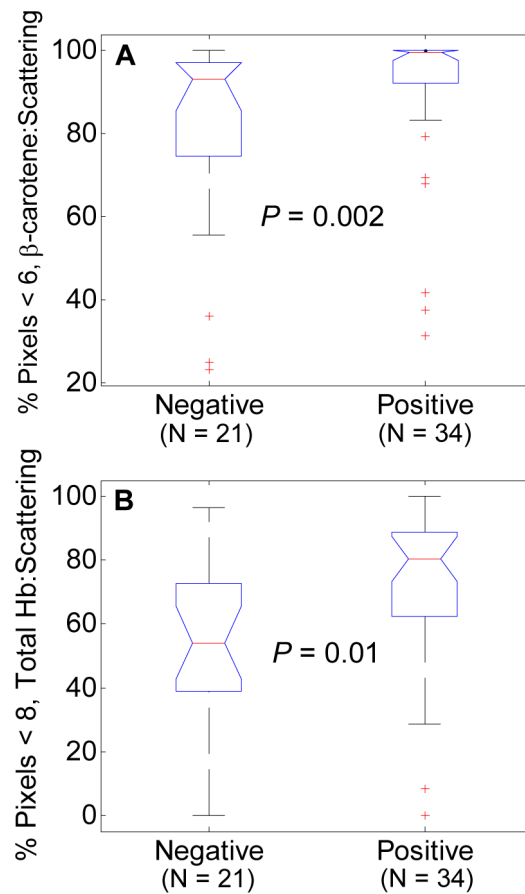 A
% Pixels < 6, β-carotene:Scattering
100
80
60
40
20
P = 0.002
Negative
(N = 21)
Positive
(N = 34)
B
% Pixels < 8, Total Hb:Scattering
100
80
60
40
20
0
P = 0.01
Negative
(N = 21)
Positive
(N = 34)